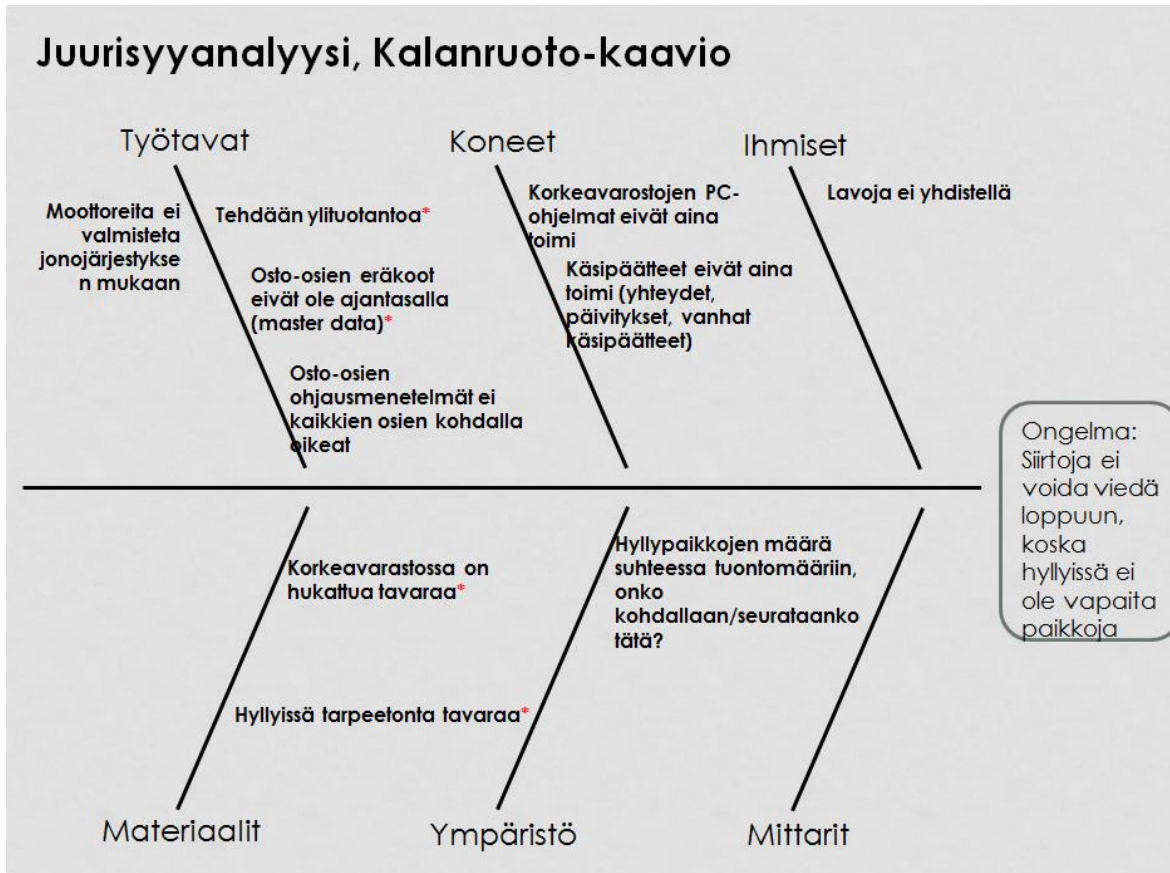 Juurisyyanalyysi, Kalanruoto-kaavio
Työtavat
Koneet
Ihmiset
Moottoreita ei
valmisteta
jonojärjestykse
n mukaan
Tehdään ylituotantoa*
Osto-osien eräkoot
eivät ole ajantasalla
(master data)*
Osto-osien
ohjausmenetelmät ei
kaikkien osien kohdalla
oikeat
Korkeavarostojen PC-
ohjelmat eivät aina
toimi
Käsipäätteet eivät aina
toimi (yhteydet,
päivitykset, vanhat
käsipäätteet)
Lavoja ei yhdistellä
Ongelma:
Siirtoja ei
voida viedä
loppuun,
koska
hyllyissä ei
ole vapaita
paikkoja
Korkeavarastossa on
hukattua tavaraa*
Hyllyissä tarpeetonta tavaraa*
Hyllypaikkojen määrä
suhteessa tuontomääriin,
onko
kohdallaan/seurataanko
tätä?
Materiaalit
Ympäristö
Mittarit